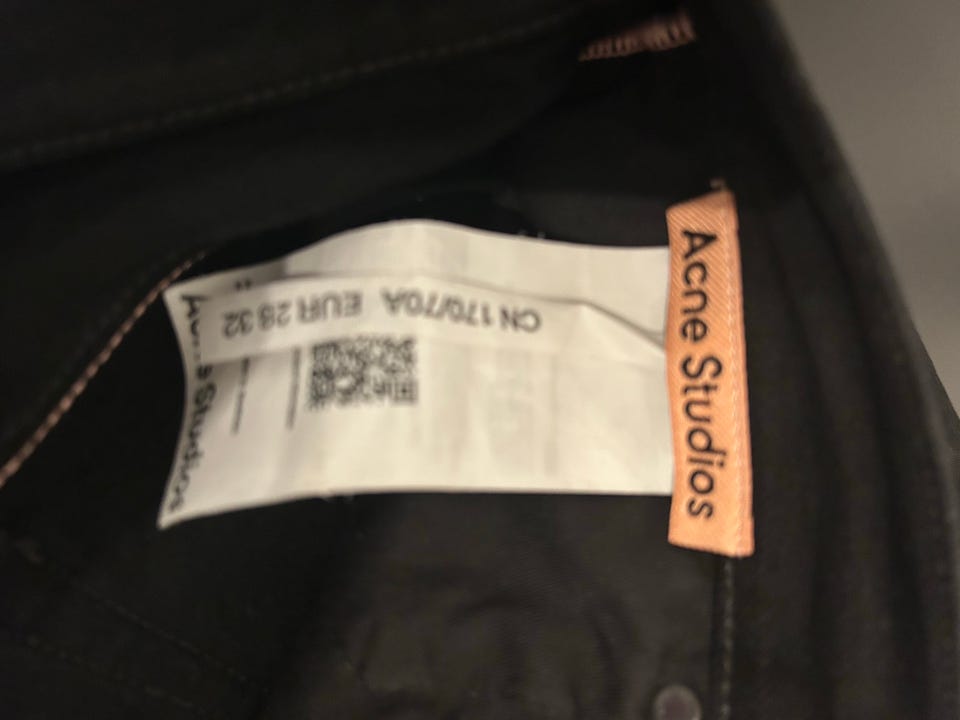 Acne Studios
Acne Studios
EUR 28 32 CN 170/70A